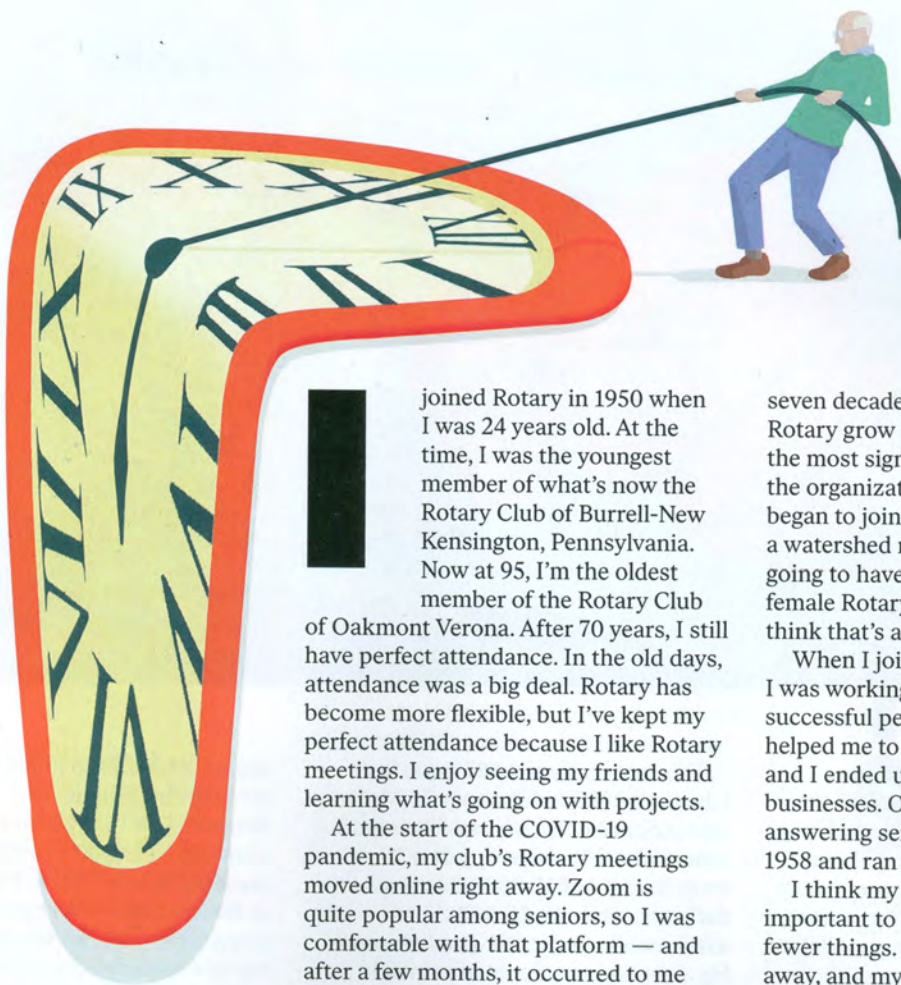 IX X XI XII
III II I
I joined Rotary in 1950 when
I was 24 years old. At the
time, I was the youngest
member of what's now the
Rotary Club of Burrell-New
Kensington, Pennsylvania.
Now at 95, I'm the oldest
member of the Rotary Club
of Oakmont Verona. After 70 years, I still
have perfect attendance. In the old days,
attendance was a big deal. Rotary has
become more flexible, but I've kept my
perfect attendance because I like Rotary
meetings. I enjoy seeing my friends and
learning what's going on with projects.
At the start of the COVID-19
pandemic, my club's Rotary meetings
moved online right away. Zoom is
quite popular among seniors, so I was
comfortable with that platform — and
after a few months, it occurred to me
seven decade
Rotary grow
the most sign
the organizat
began to join
a watershed
going to have
female Rotary
think that's a
When I joi
I was working
successful pe
helped me to
and I ended u
businesses. O
answering se
1958 and ran
I think my
important to
fewer things.
away, and my